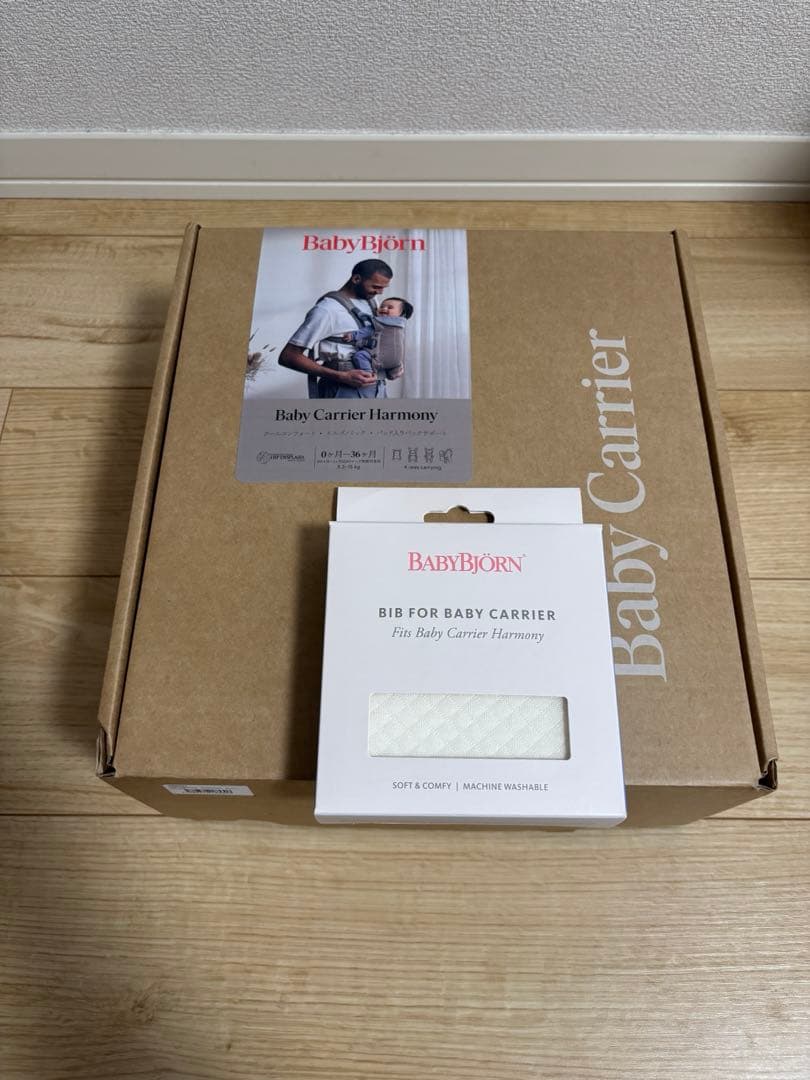 BabyBjörn
Baby Carrier Harmony
0ヶ月—36ヶ月
Baby Carrier
BABYBJÖRN
BIB FOR BABY CARRIER
Fits Baby Carrier Harmony
SOFT & COMFY | MACHINE WASHABLE